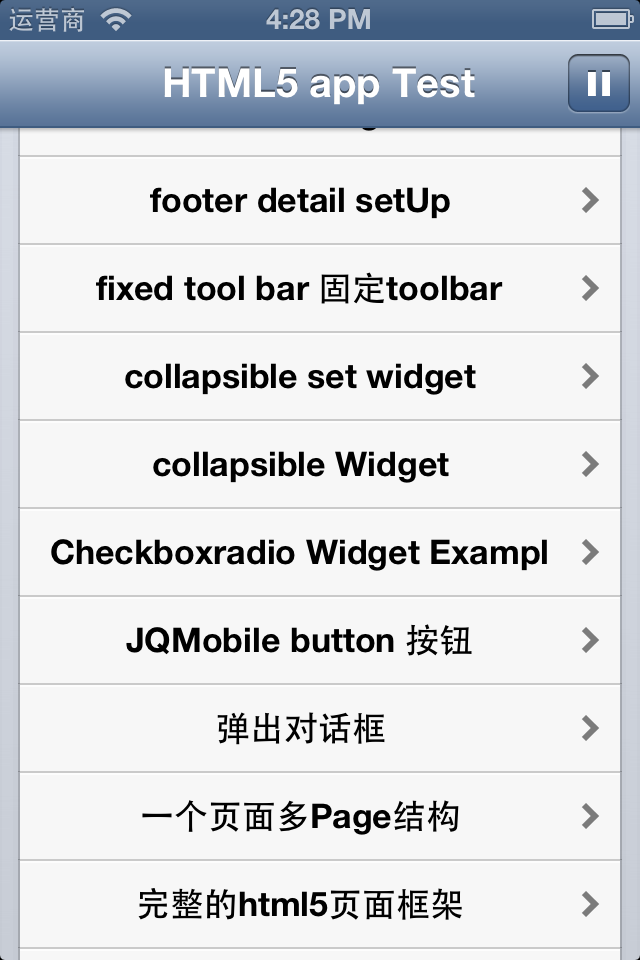 运营商 4:28 PM
HTML5 app Test
footer detail setUp
fixed tool bar 固定toolbar
collapsible set widget
collapsible Widget
Checkboxradio Widget Exampl
JQMobile button 按钮
弹出对话框
一个页面多Page结构
完整的html5页面框架